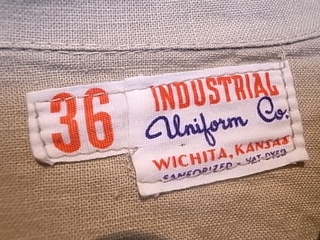 36
INDUSTRIAL
Uniform Co.
WICHITA, KANSAS
SANFORIZED - VAT-DYED